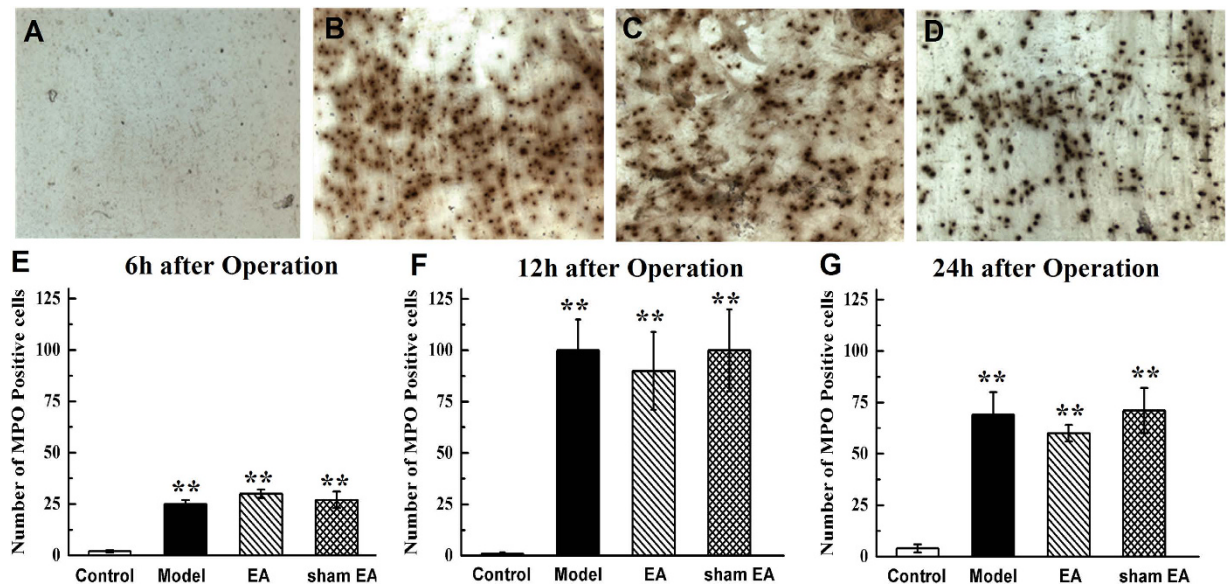 A
B
C
D
E
6h after Operation
Number of MPO Positive cells
125
100
75
50
25
0
** ** **
Control Model EA sham EA
F
12h after Operation
Number of MPO Positive cells
125
100
75
50
25
0
** ** **
Control Model EA sham EA
G
24h after Operation
Number of MPO Positive cells
125
100
75
50
25
0
** ** **
Control Model EA sham EA